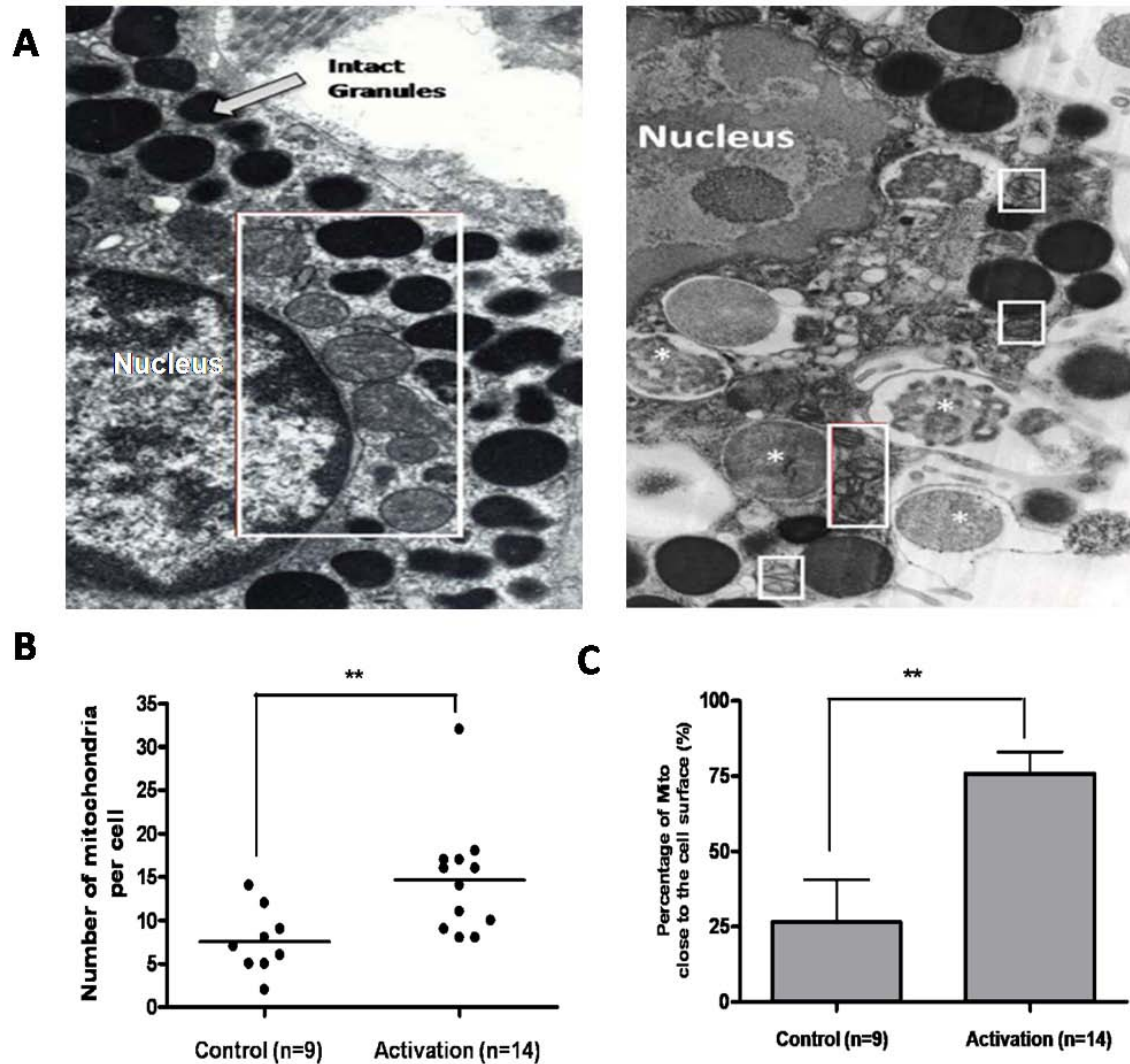 A
Intact
Granules
Nucleus
Nucleus
*
*
*
*
B
**
Number of mitochondria
per cell
35
30
25
20
15
10
5
0
Control (n=9)
Activation (n=14)
C
**
Percentage of Mito
close to the cell surface (%)
100
75
50
25
0
Control (n=9)
Activation (n=14)